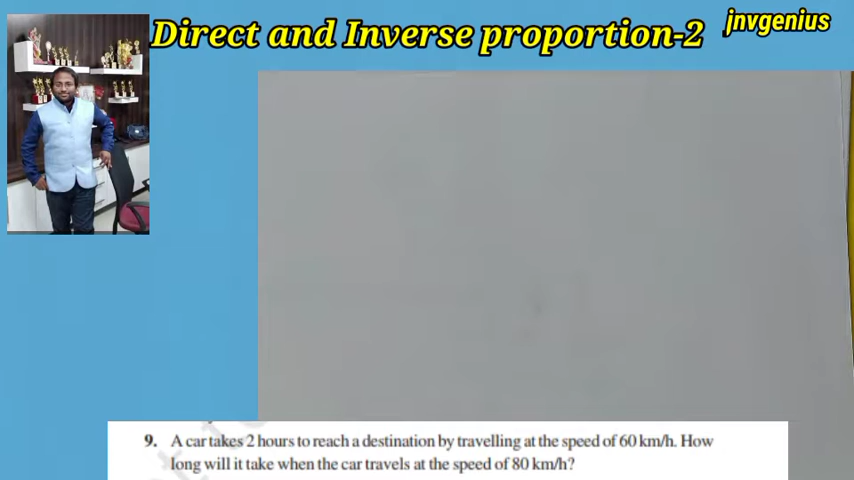 Direct and Inverse proportion-2
jnvgenius
9. A car takes 2 hours to reach a destination by travelling at the speed of 60 km/h. How
long will it take when the car travels at the speed of 80 km/h?